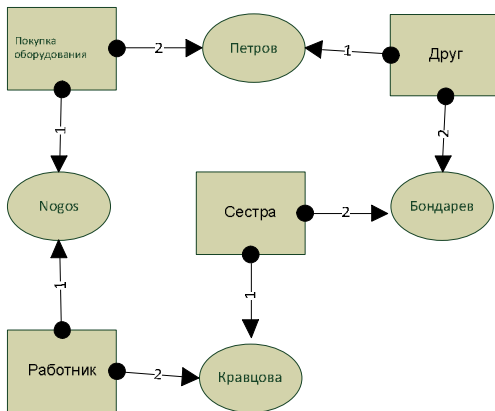 Покупка
оборудования
2
Петров
1
Друг
1
2
Nogos
Сестра
2
Бондарев
1
1
Работник
2
Кравцова